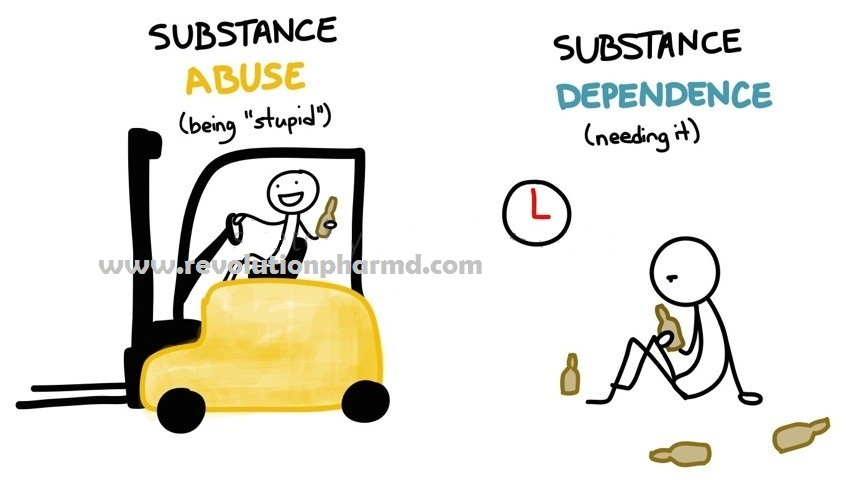 SUBSTANCE
ABUSE
(being "stupid")
SUBSTANCE
DEPENDENCE
(needing it)
www.revolutionpharmd.com